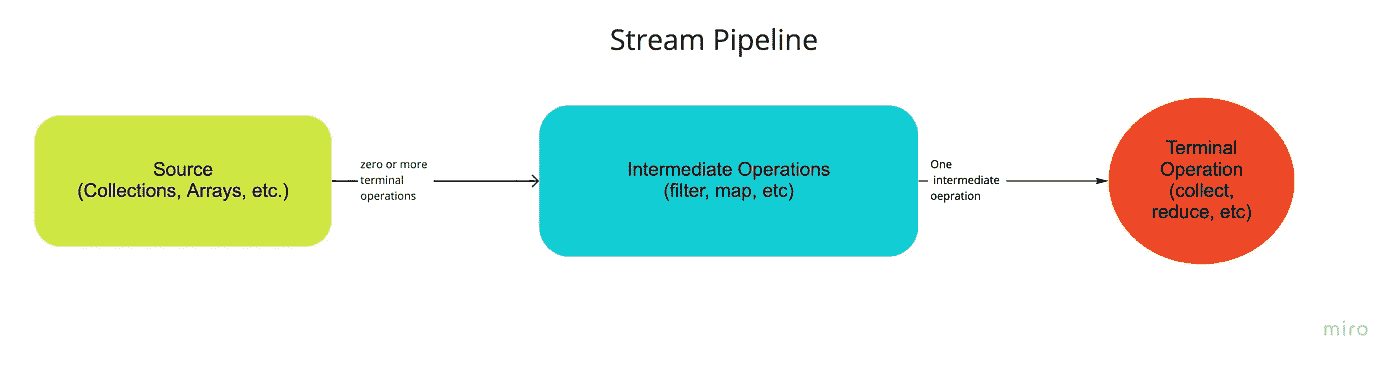 Stream Pipeline
Source
(Collections, Arrays, etc.)
zero or more
terminal
operations
Intermediate Operations
(filter, map, etc)
One
intermediate
oepration
Terminal
Operation
(collect,
reduce, etc)
miro